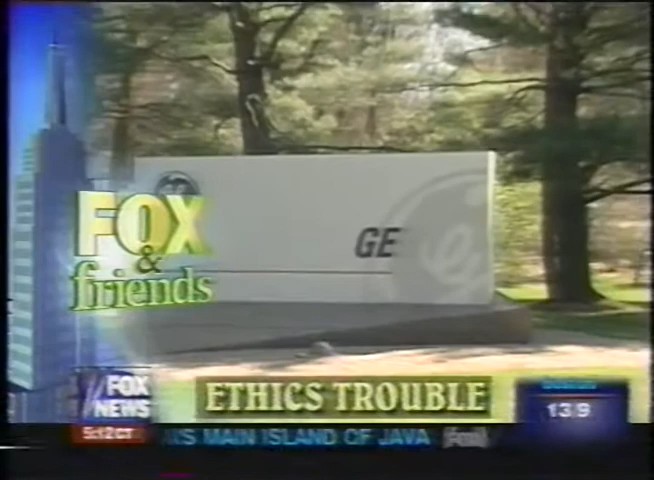 FOX
&
friends
GE
FOX
NEWS
ETHICS TROUBLE
13.9
5:12CT
'S MAIN ISLAND OF JAVA